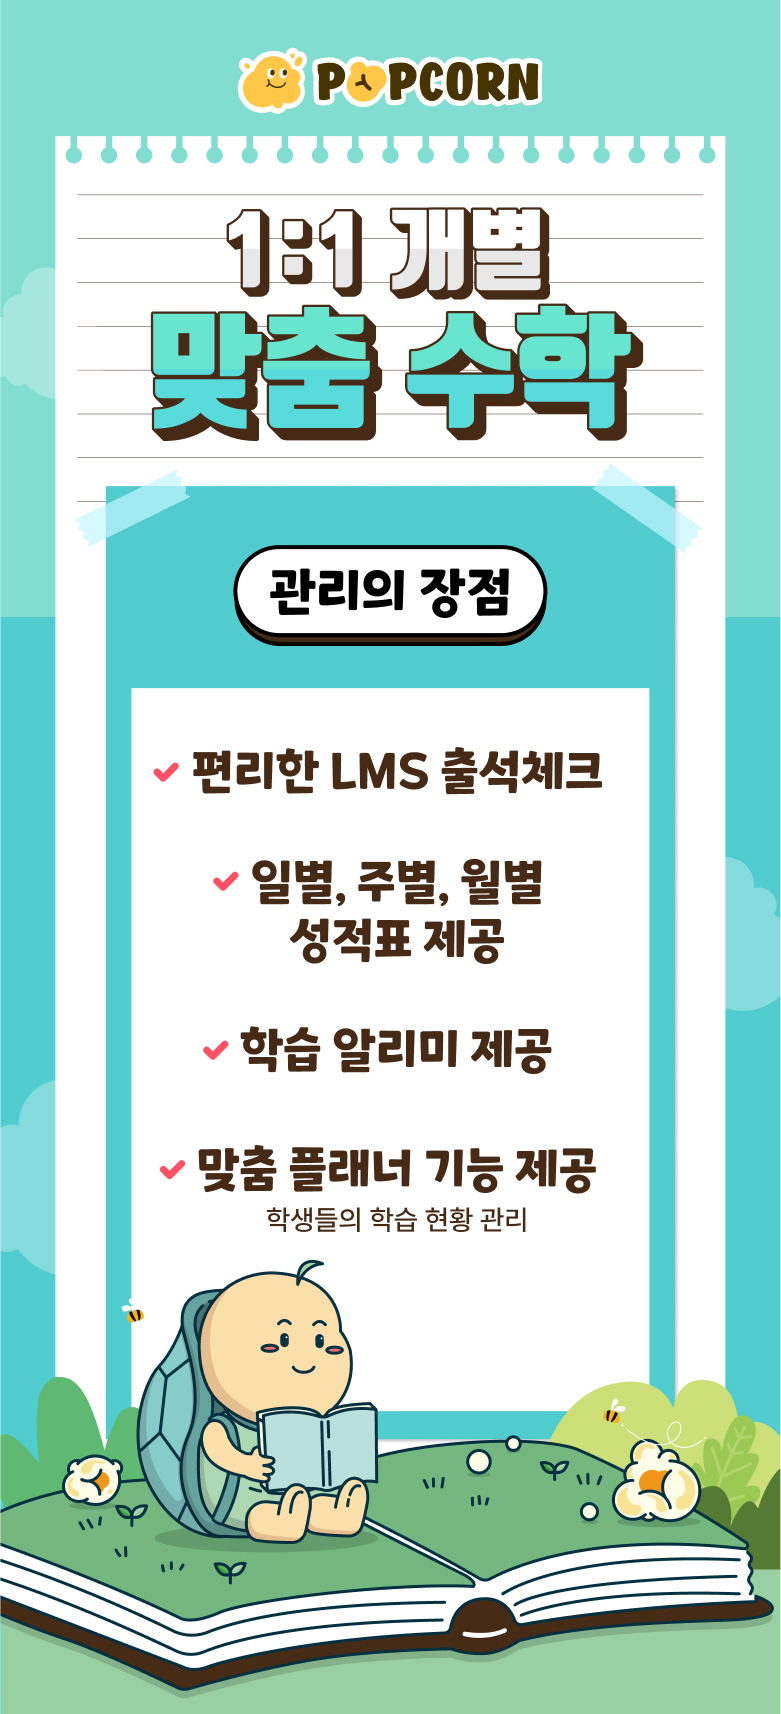 POPCORN
1:1 개별
맞춤 수학
관리의 장점
편리한 LMS 출석체크
일별, 주별, 월별
성적표 제공
학습 알리미 제공
맞춤 플래너 기능 제공
학생들의 학습 현황 관리